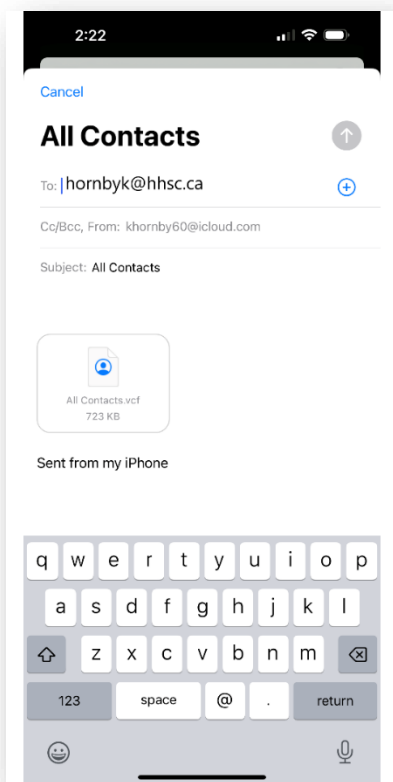 2:22
Cancel
All Contacts
To: hornbyk@hhsc.ca
Cc/Bcc, From: khornby60@icloud.com
Subject: All Contacts
All Contacts.vcf
723 KB
Sent from my iPhone
q w e r t y u i o p
a s d f g h j k l
z x c v b n m
123 space @ . return